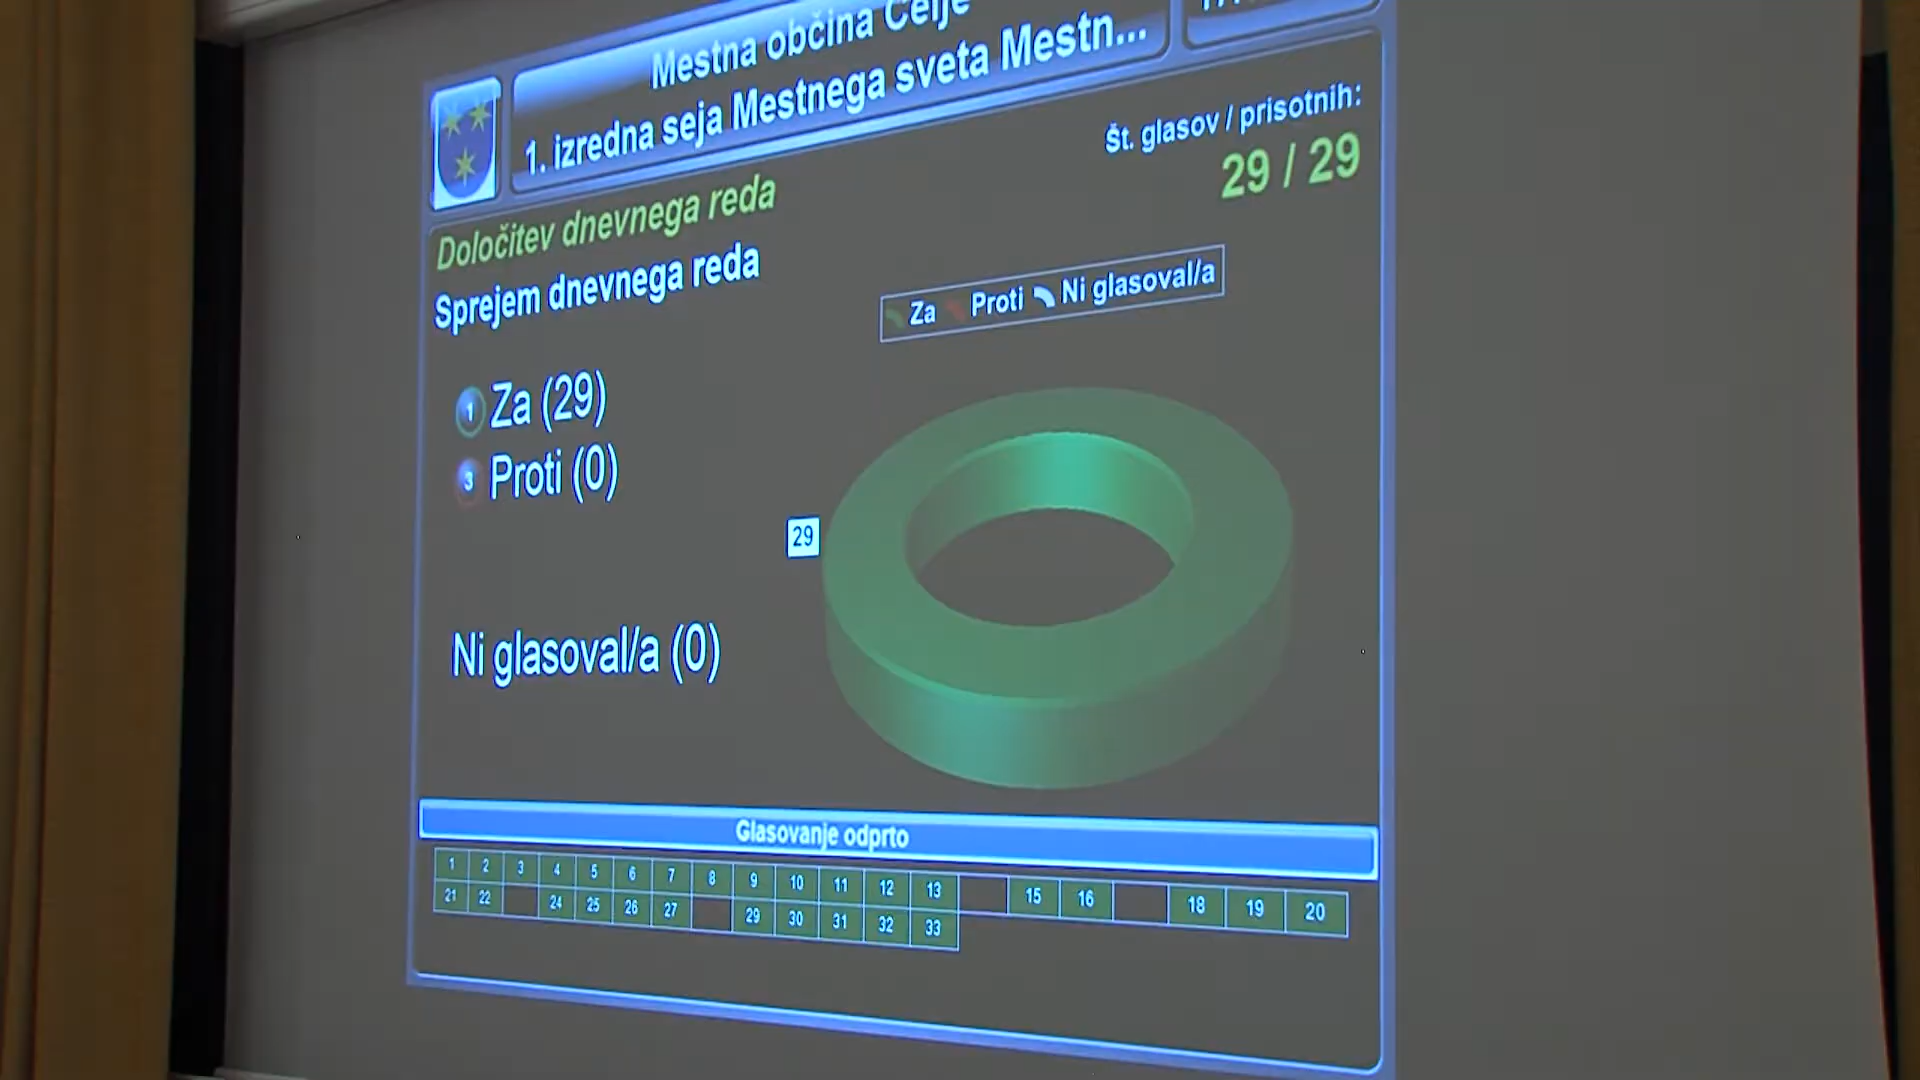 Mestna občina Celje
1. izredna seja Mestnega sveta Mestn...
Št. glasov / prisotnih:
29 / 29
Določitev dnevnega reda
Sprejem dnevnega reda
Za Proti Ni glasoval/a
1 Za (29)
3 Proti (0)
29
Ni glasoval/a (0)
Glasovanje odprto
1 2 3 4 5 6 7 8 9 10 11 12 13 15 16 18 19 20
21 22 24 25 26 27 29 30 31 32 33